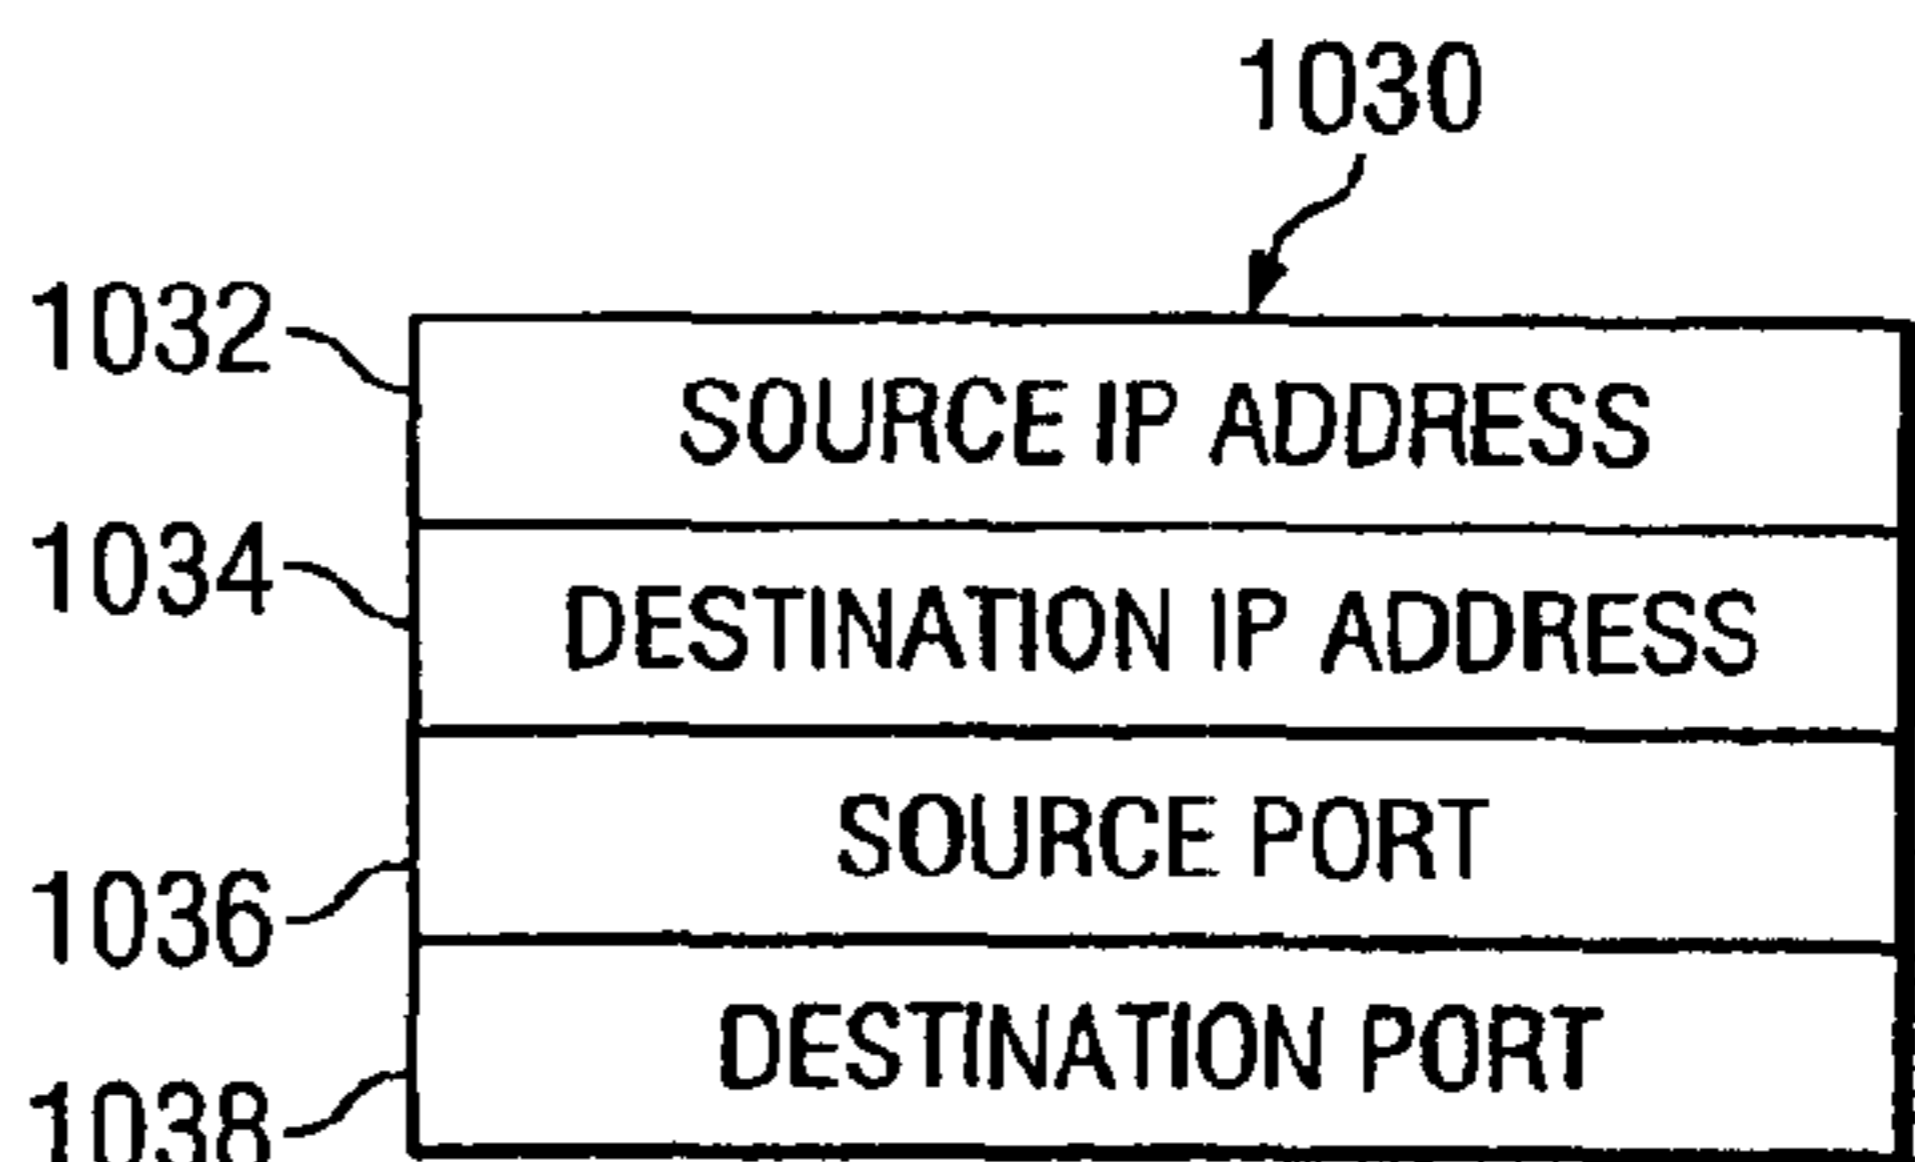 1030
1032
SOURCE IP ADDRESS
1034
DESTINATION IP ADDRESS
SOURCE PORT
1036
DESTINATION PORT
1038